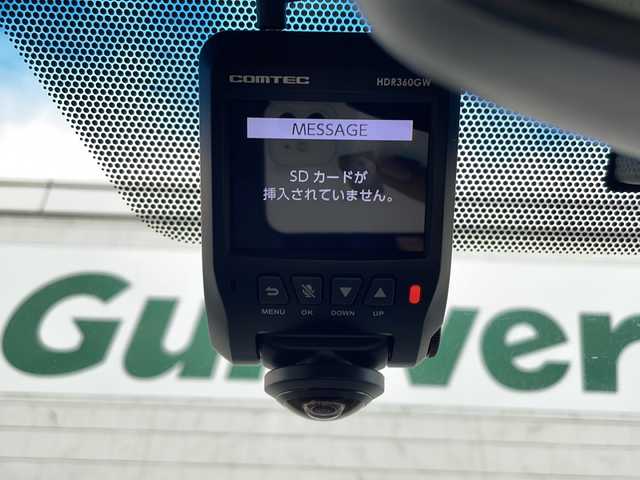 COMTEC
HDR360GW
MESSAGE
SDカードが
挿入されていません。
MENU OK DOWN UP